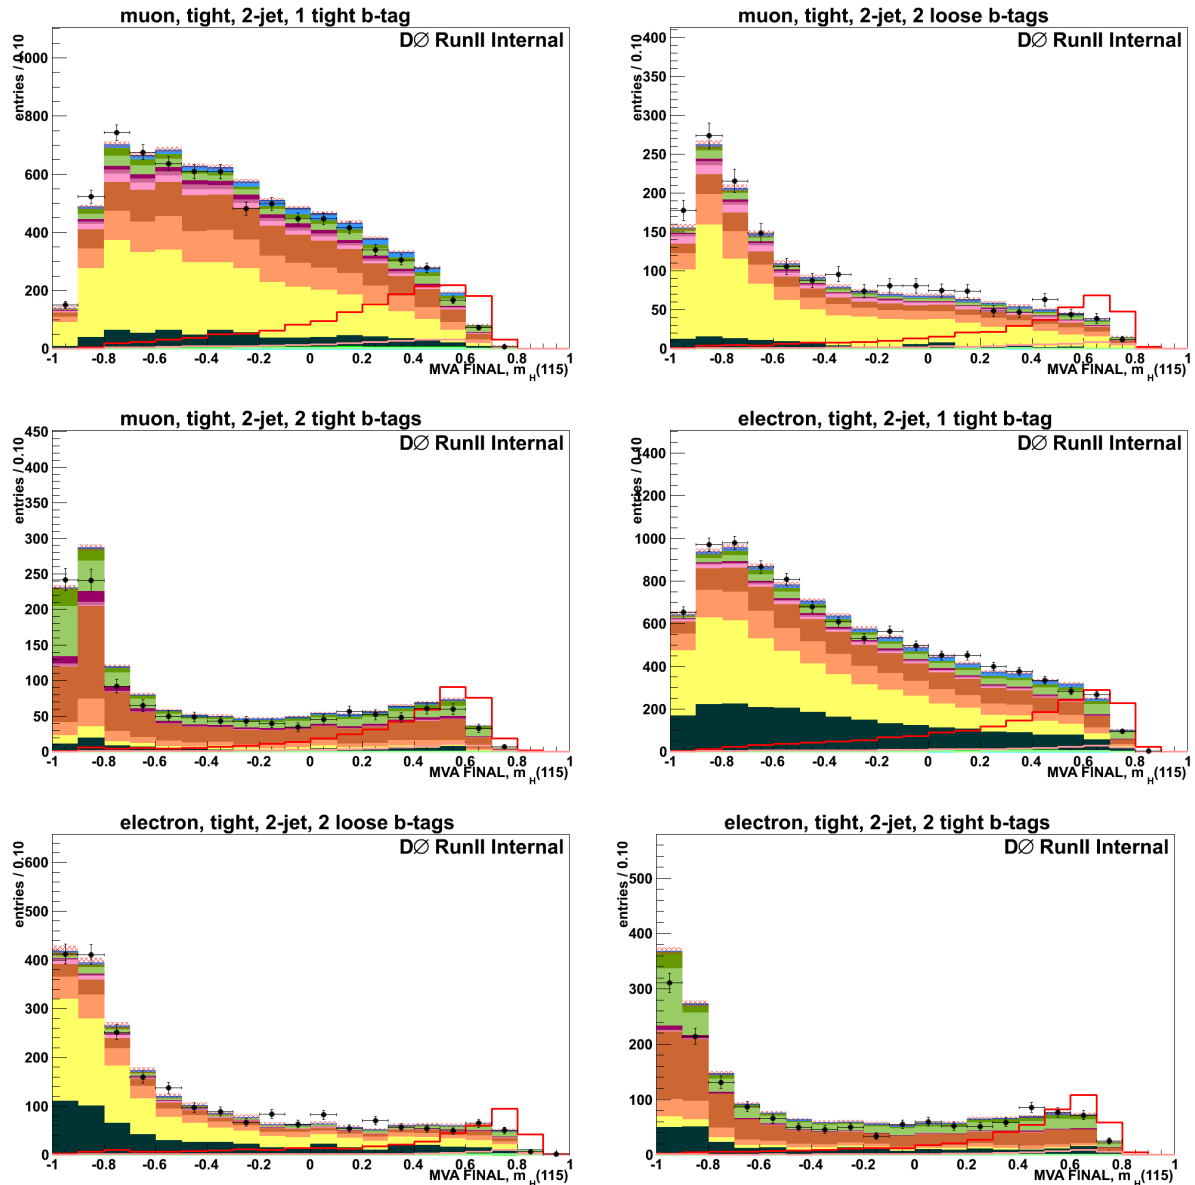 muon, tight, 2-jet, 1 tight b-tag
DØ RunII Internal
entries / 0.10
800
600
400
200
0
-1 -0.8 -0.6 -0.4 -0.2 0 0.2 0.4 0.6 0.8 1
MVA FINAL, m_H(115)
muon, tight, 2-jet, 2 loose b-tags
DØ RunII Internal
entries / 0.10
400
350
300
250
200
150
100
50
0
-1 -0.8 -0.6 -0.4 -0.2 0 0.2 0.4 0.6 0.8 1
MVA FINAL, m_H(115)
muon, tight, 2-jet, 2 tight b-tags
DØ RunII Internal
entries / 0.10
450
400
350
300
250
200
150
100
50
0
-1 -0.8 -0.6 -0.4 -0.2 0 0.2 0.4 0.6 0.8 1
MVA FINAL, m_H(115)
electron, tight, 2-jet, 1 tight b-tag
DØ RunII Internal
entries / 0.10
1400
1200
1000
800
600
400
200
0
-1 -0.8 -0.6 -0.4 -0.2 0 0.2 0.4 0.6 0.8 1
MVA FINAL, m_H(115)
electron, tight, 2-jet, 2 loose b-tags
DØ RunII Internal
entries / 0.10
600
500
400
300
200
100
0
-1 -0.8 -0.6 -0.4 -0.2 0 0.2 0.4 0.6 0.8 1
MVA FINAL, m_H(115)
electron, tight, 2-jet, 2 tight b-tags
DØ RunII Internal
entries / 0.10
500
400
300
200
100
0
-1 -0.8 -0.6 -0.4 -0.2 0 0.2 0.4 0.6 0.8 1
MVA FINAL, m_H(115)